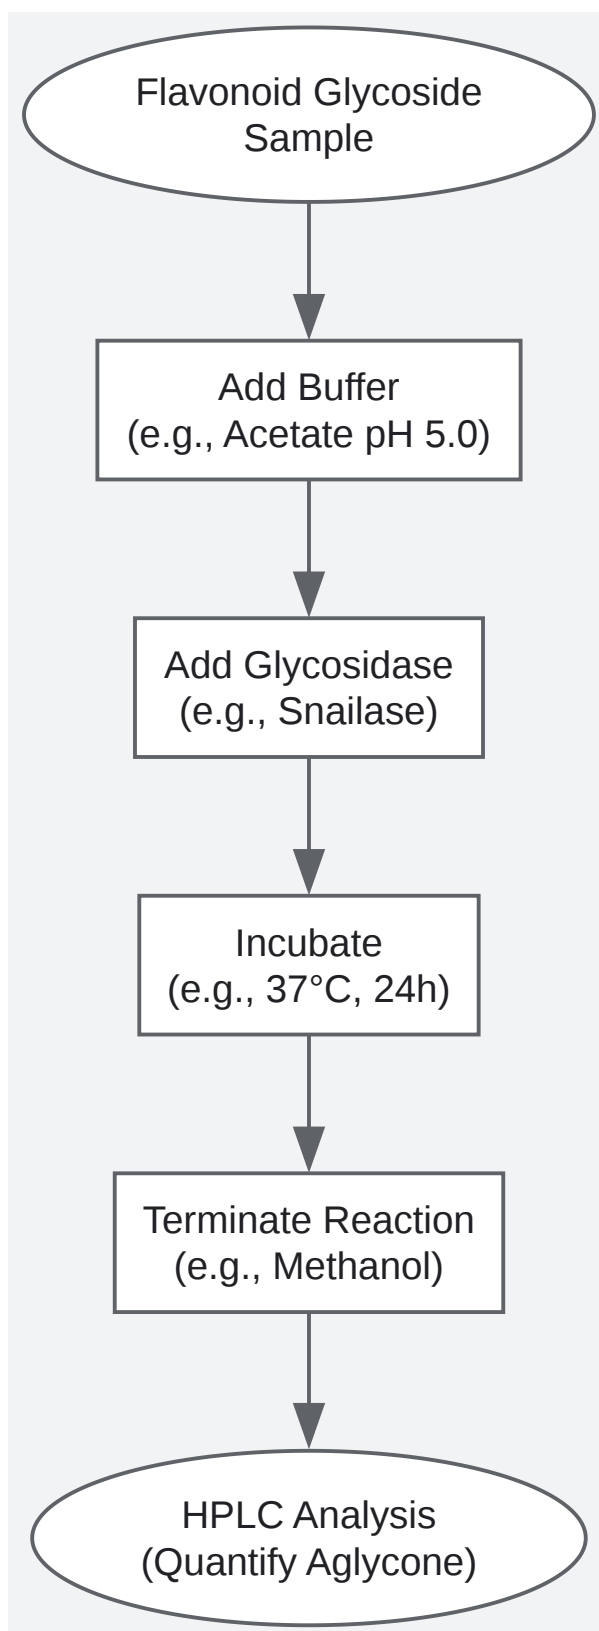 Flavonoid Glycoside
Sample
Add Buffer
(e.g., Acetate pH 5.0)
Add Glycosidase
(e.g., Snailase)
Incubate
(e.g., 37°C, 24h)
Terminate Reaction
(e.g., Methanol)
HPLC Analysis
(Quantify Aglycone)